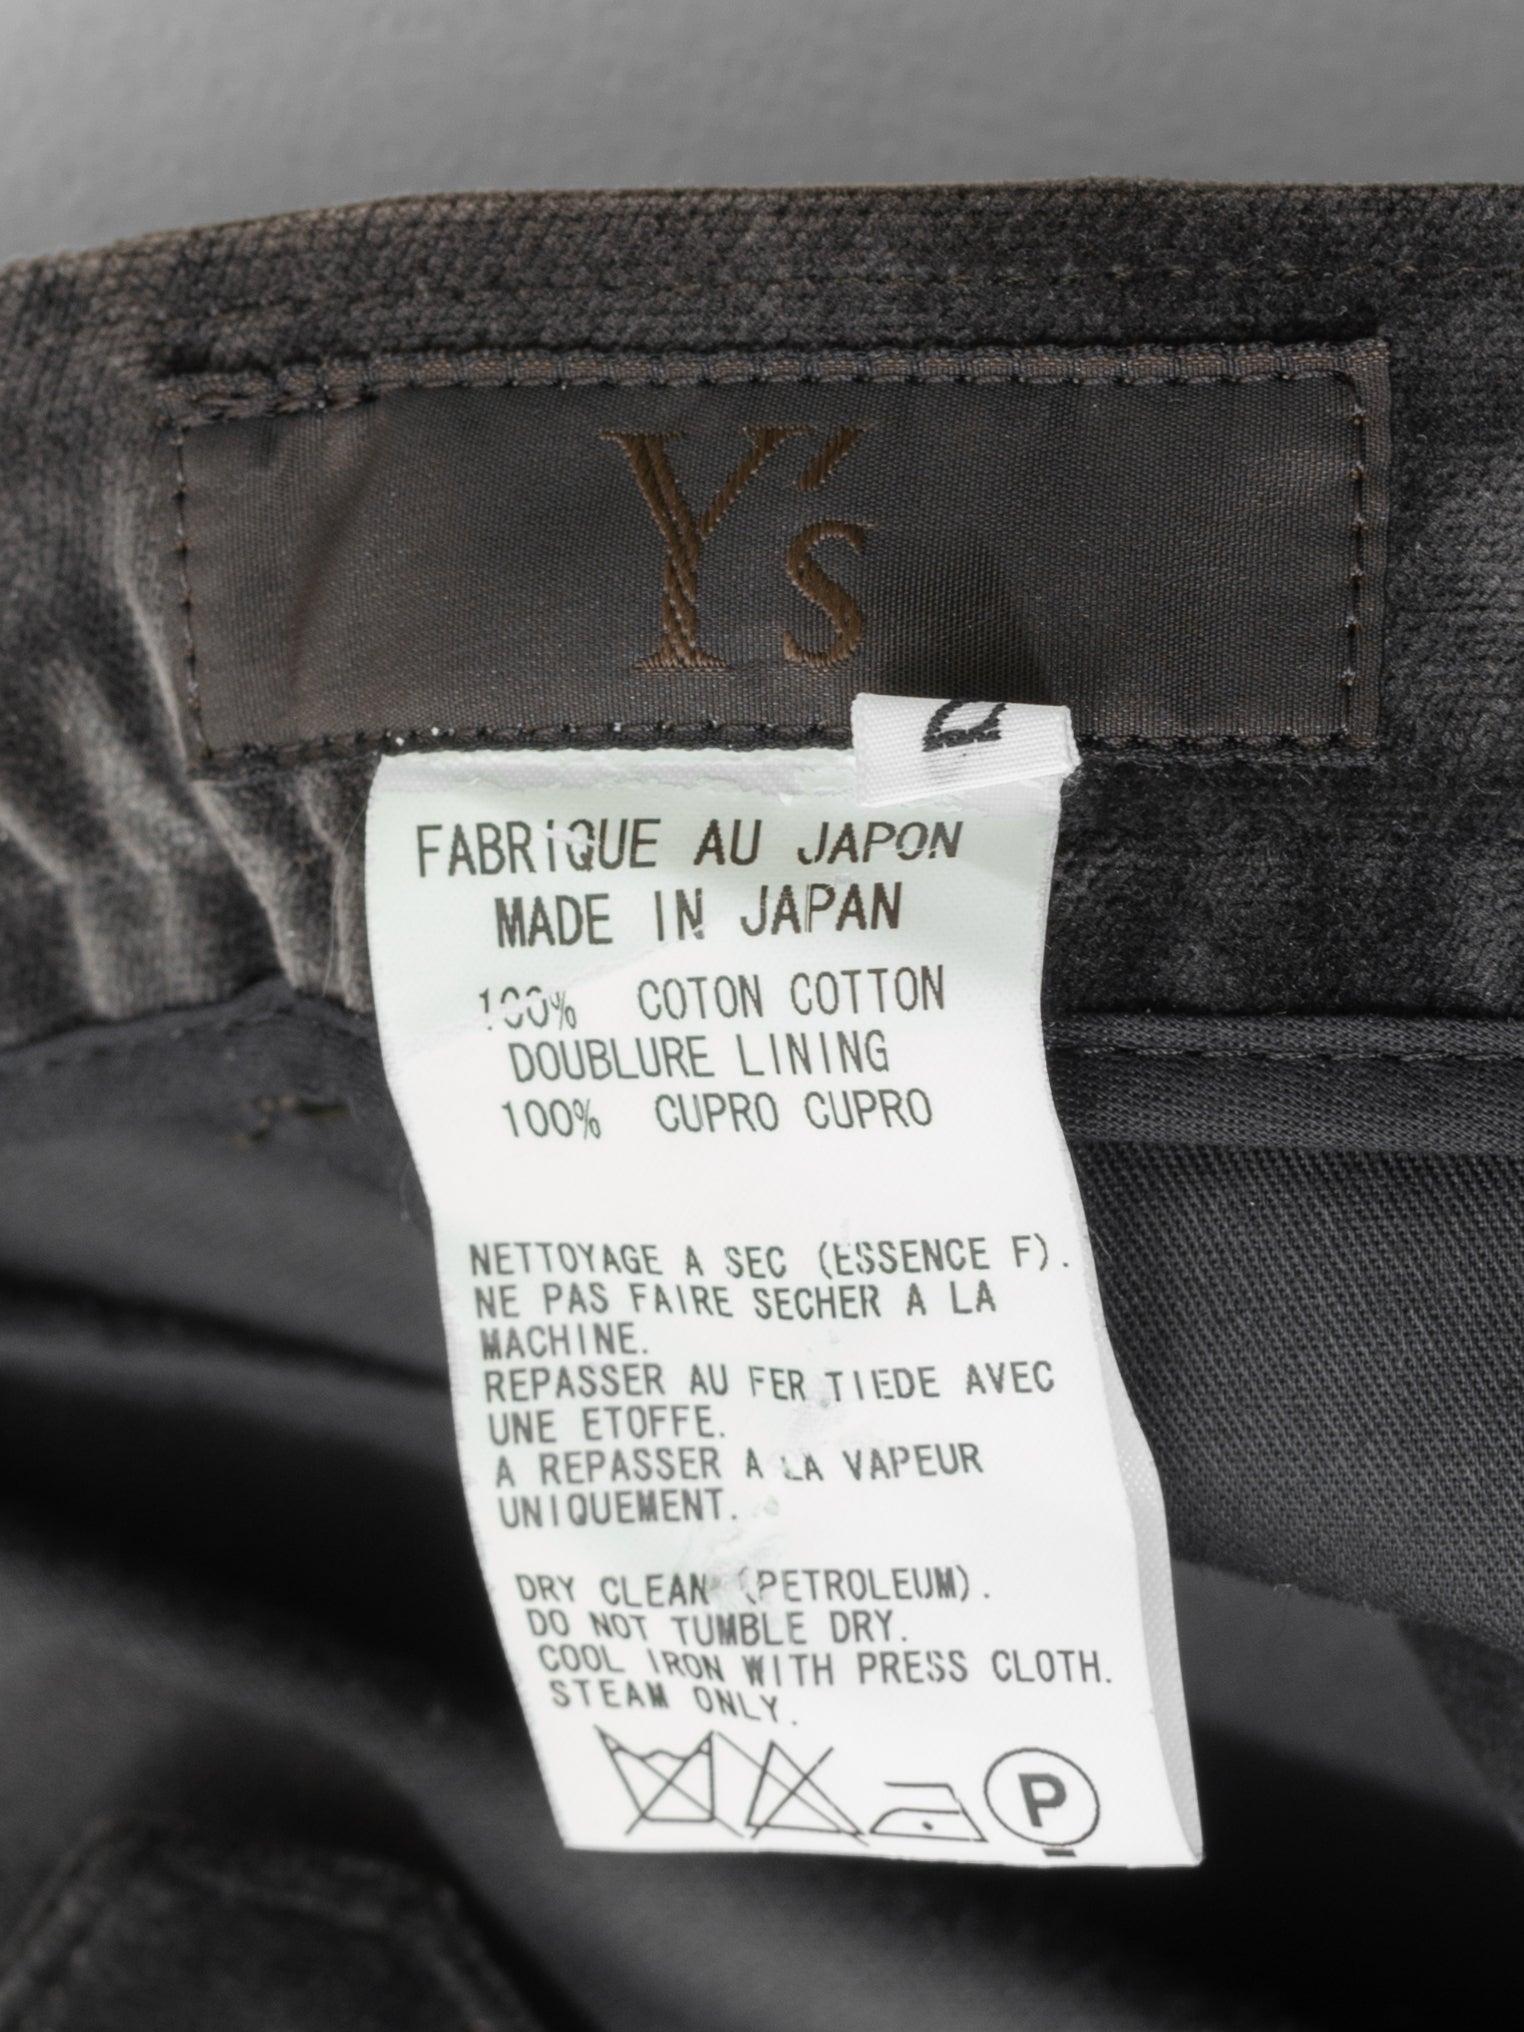 Y's
FABRIQUE AU JAPON
MADE IN JAPAN
100% COTON COTTON
DOUBLURE LINING
100% CUPRO CUPRO
NETTOYAGE A SEC (ESSENCE F).
NE PAS FAIRE SECHER A LA
MACHINE.
REPASSER AU FER TIEDE AVEC
UNE ETOFFE.
A REPASSER A LA VAPEUR
UNIQUEMENT.
DRY CLEAN (PETROLEUM).
DO NOT TUMBLE DRY.
COOL IRON WITH PRESS CLOTH.
STEAM ONLY.
P